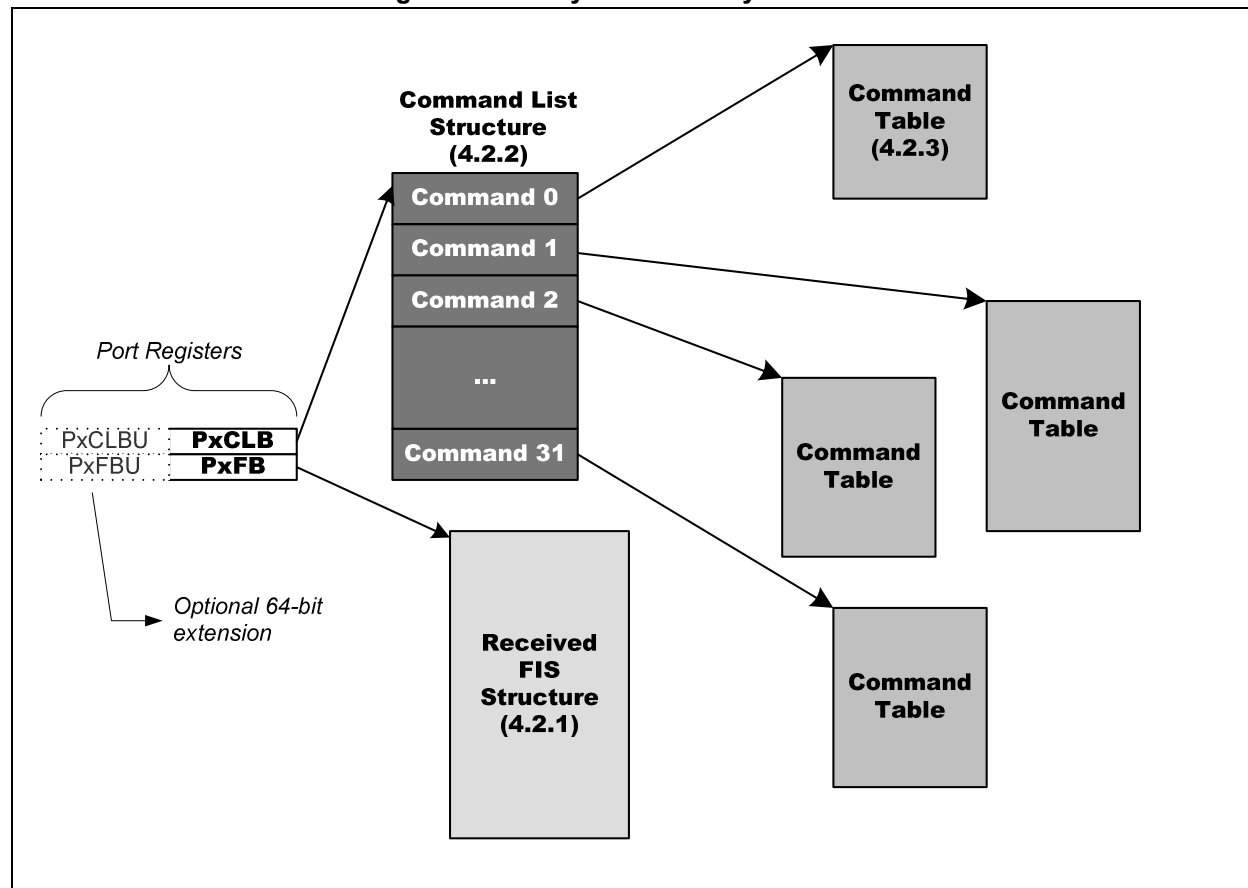 Command List
Structure
(4.2.2)
Command 0
Command 1
Command 2
...
Command 31
Command
Table
(4.2.3)
Command
Table
Command
Table
Command
Table
Port Registers
PxCLBU PxCLB
PxFBU PxFB
Optional 64-bit
extension
Received
FIS
Structure
(4.2.1)